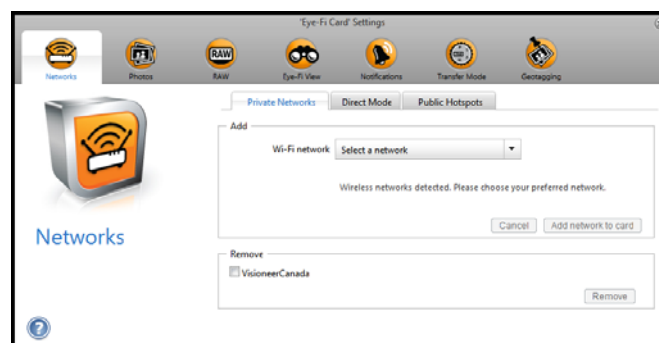 'Eye-Fi Card' Settings
Networks
Photos
RAW
RAW
Eye-Fi View
Notifications
Transfer Mode
Geotagging
Private Networks
Direct Mode
Public Hotspots
Add
Wi-Fi network
Select a network
Wireless networks detected. Please choose your preferred network.
Cancel
Add network to card
Networks
Remove
VisioneerCanada
Remove
?